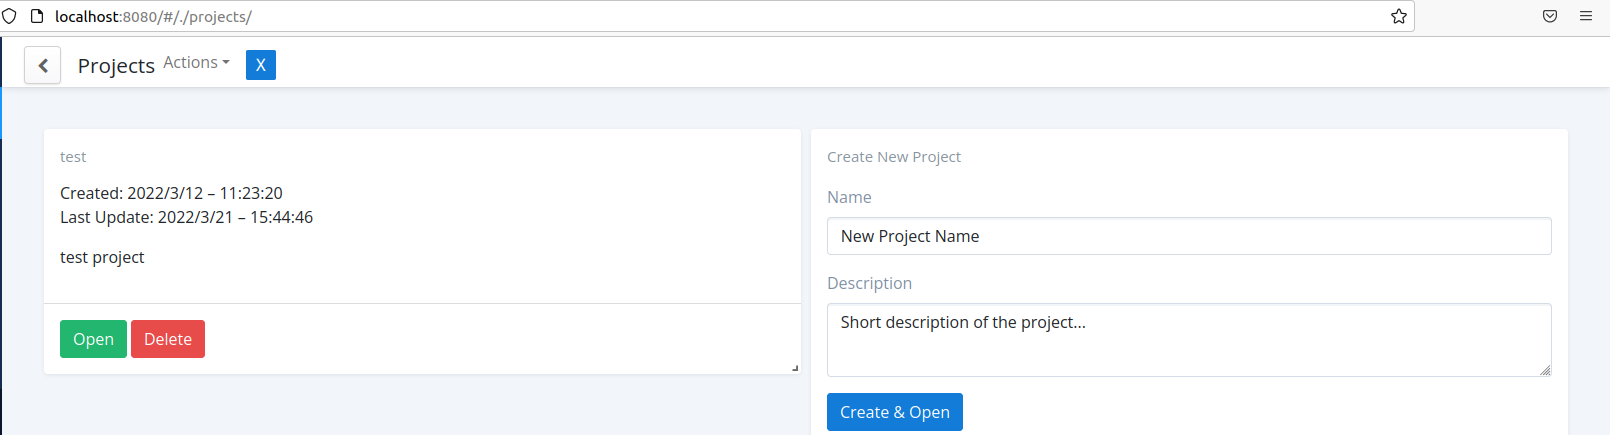 localhost:8080/#/./projects/
Projects Actions X
test
Created: 2022/3/12 – 11:23:20
Last Update: 2022/3/21 – 15:44:46
test project
Open Delete
Create New Project
Name
New Project Name
Description
Short description of the project...
Create & Open